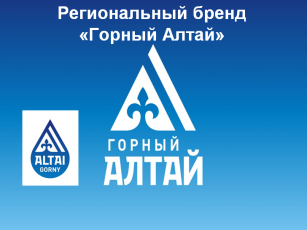 Региональный бренд
«Горный Алтай»
ГОРНЫЙ
АЛТАЙ
ALTAI
GORNY